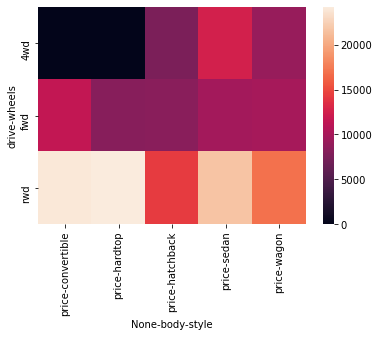 4wd
fwd
rwd
drive-wheels
price-convertible
price-hardtop
price-hatchback
price-sedan
price-wagon
None-body-style
20000
15000
10000
5000
0